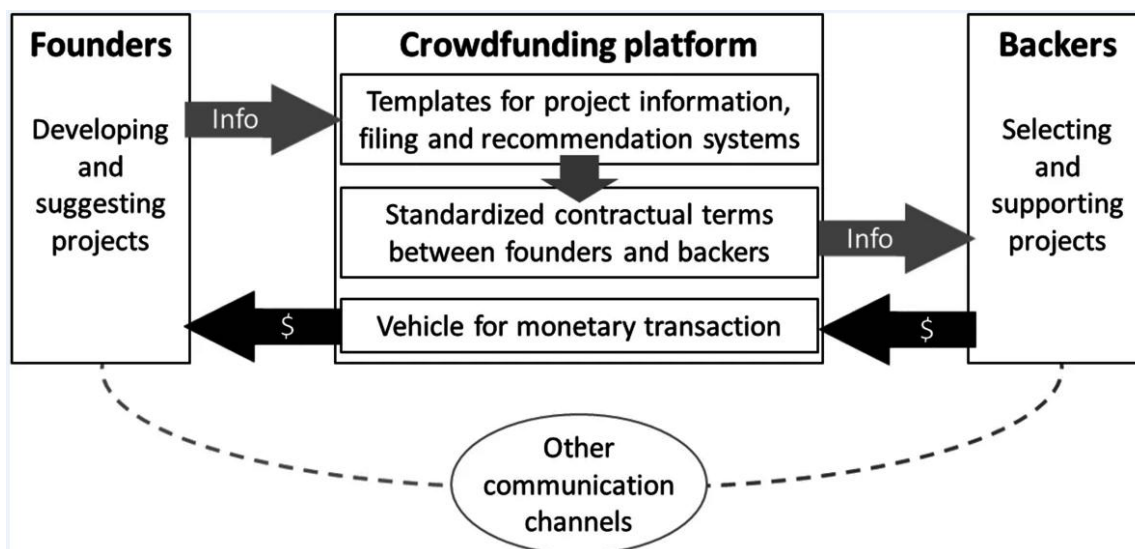 Founders
Developing
and
suggesting
projects
Info
Crowdfunding platform
Templates for project information,
filing and recommendation systems
Standardized contractual terms
between founders and backers
Vehicle for monetary transaction
Info
$
$
Backers
Selecting
and
supporting
projects
Other
communication
channels